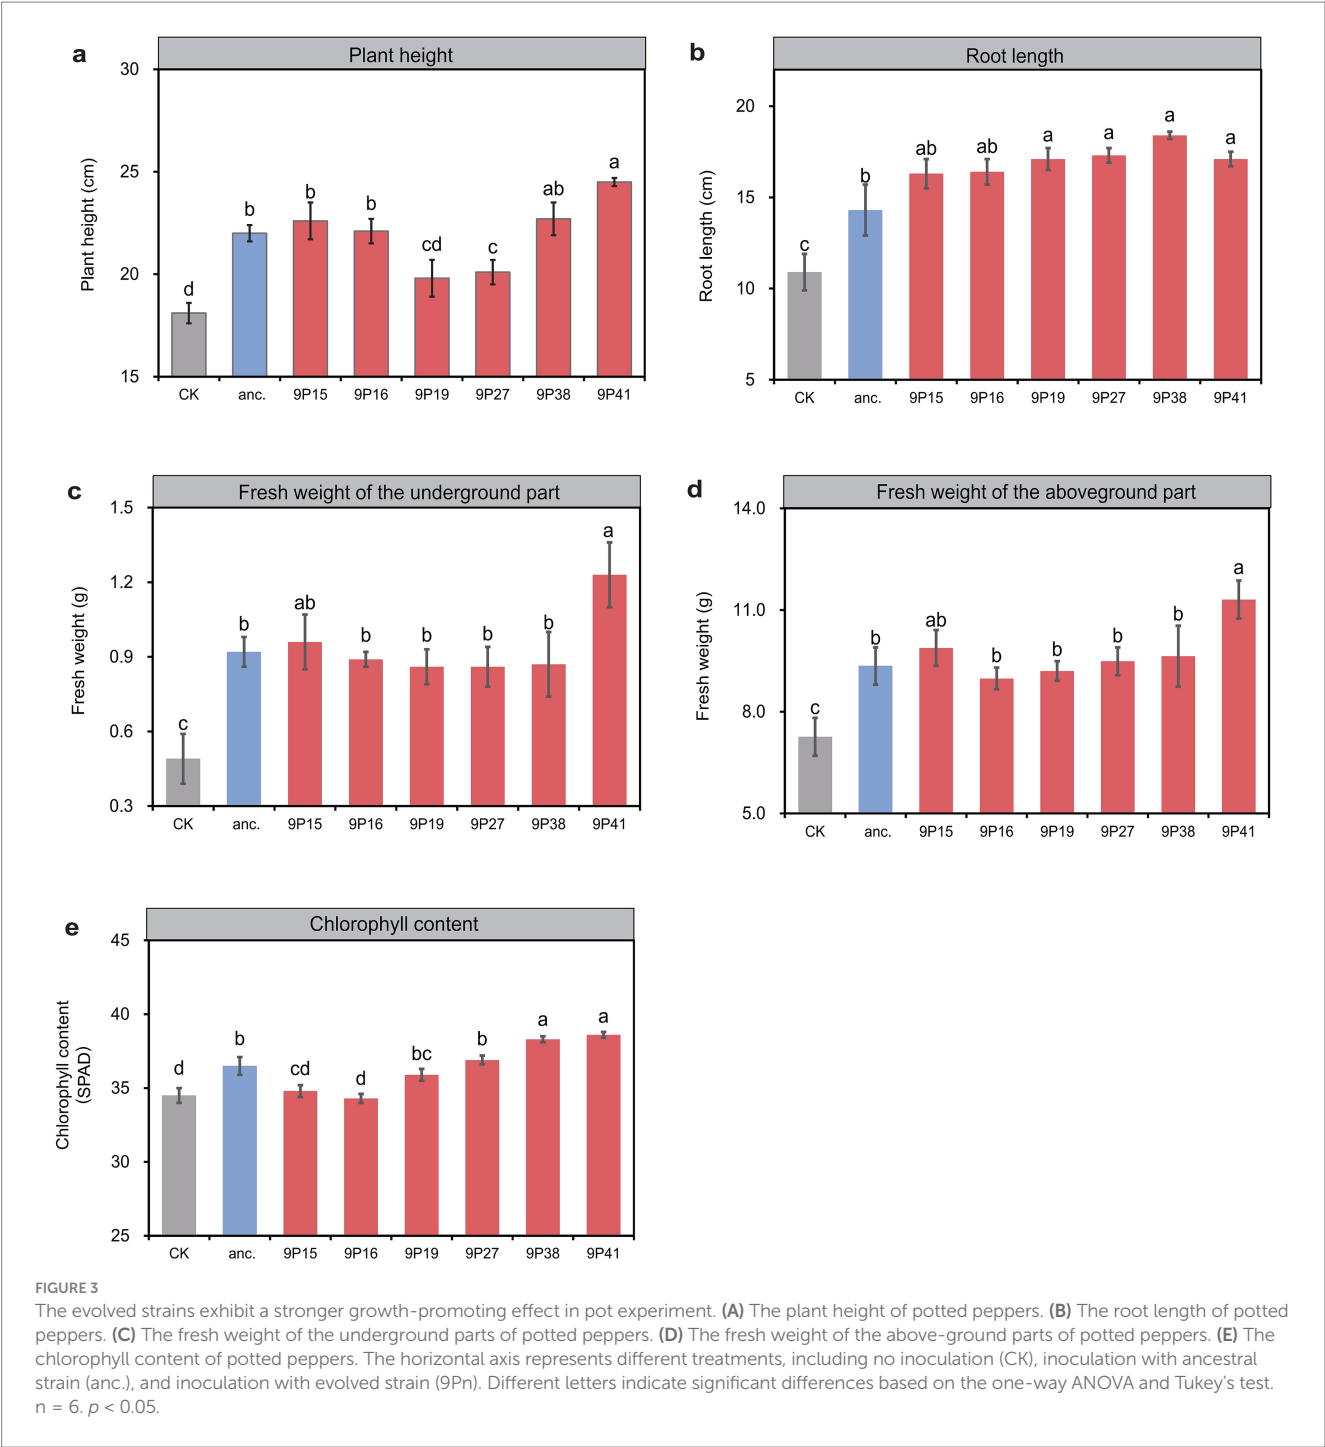 a
Plant height
30
25
20
15
Plant height (cm)
d
b
b
b
cd
c
ab
a
CK anc. 9P15 9P16 9P19 9P27 9P38 9P41
b
Root length
20
15
10
5
Root length (cm)
c
b
ab
ab
a
a
a
a
CK anc. 9P15 9P16 9P19 9P27 9P38 9P41
c
Fresh weight of the underground part
1.5
1.2
0.9
0.6
0.3
Fresh weight (g)
c
b
ab
b
b
b
b
a
CK anc. 9P15 9P16 9P19 9P27 9P38 9P41
d
Fresh weight of the aboveground part
14.0
11.0
8.0
5.0
Fresh weight (g)
c
b
ab
b
b
b
b
a
CK anc. 9P15 9P16 9P19 9P27 9P38 9P41
e
Chlorophyll content
45
40
35
30
25
Chlorophyll content
(SPAD)
d
b
cd
d
bc
b
a
a
CK anc. 9P15 9P16 9P19 9P27 9P38 9P41
FIGURE 3
The evolved strains exhibit a stronger growth-promoting effect in pot experiment. (A) The plant height of potted peppers. (B) The root length of potted
peppers. (C) The fresh weight of the underground parts of potted peppers. (D) The fresh weight of the above-ground parts of potted peppers. (E) The
chlorophyll content of potted peppers. The horizontal axis represents different treatments, including no inoculation (CK), inoculation with ancestral
strain (anc.), and inoculation with evolved strain (9Pn). Different letters indicate significant differences based on the one-way ANOVA and Tukey's test.
n = 6. p < 0.05.